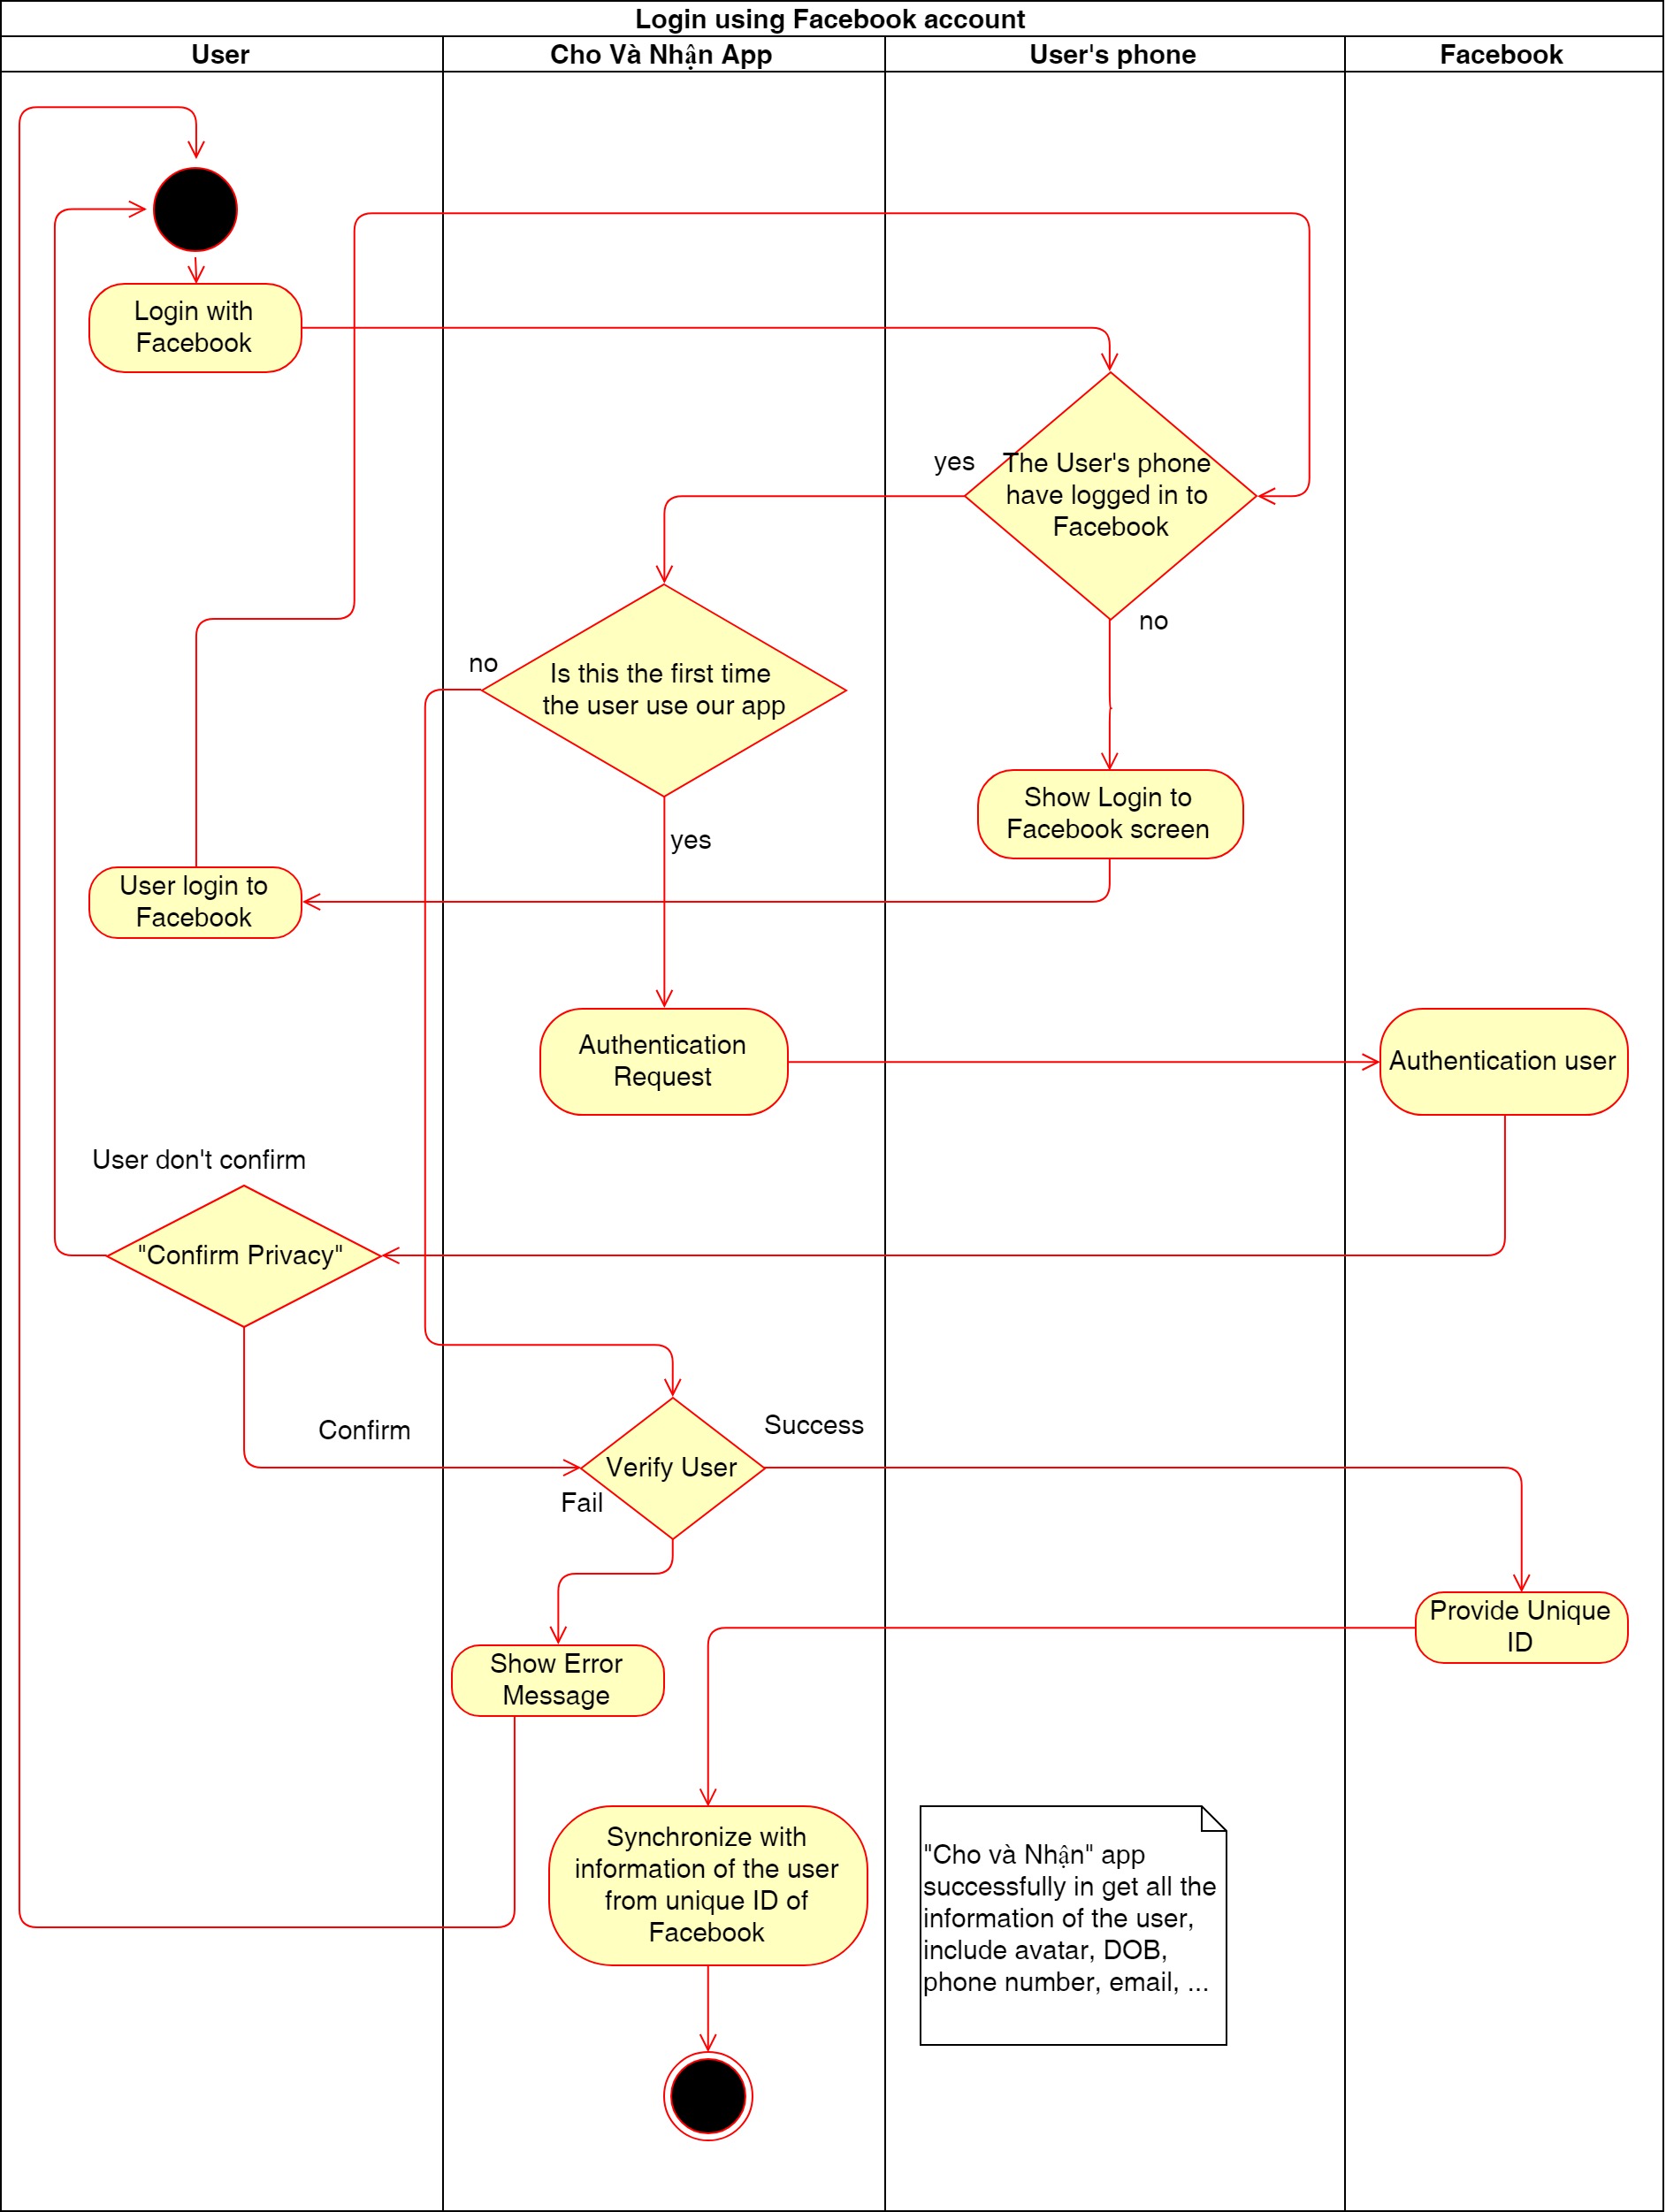 Login using Facebook account
User
Cho Và Nhận App
User's phone
Facebook
Login with
Facebook
yes
The User's phone
have logged in to
Facebook
no
no
Is this the first time
the user use our app
yes
Show Login to
Facebook screen
User login to
Facebook
Authentication
Request
Authentication user
User don't confirm
"Confirm Privacy"
Confirm
Success
Verify User
Fail
Provide Unique
ID
Show Error
Message
Synchronize with
information of the user
from unique ID of
Facebook
"Cho và Nhận" app
successfully in get all the
information of the user,
include avatar, DOB,
phone number, email, ...